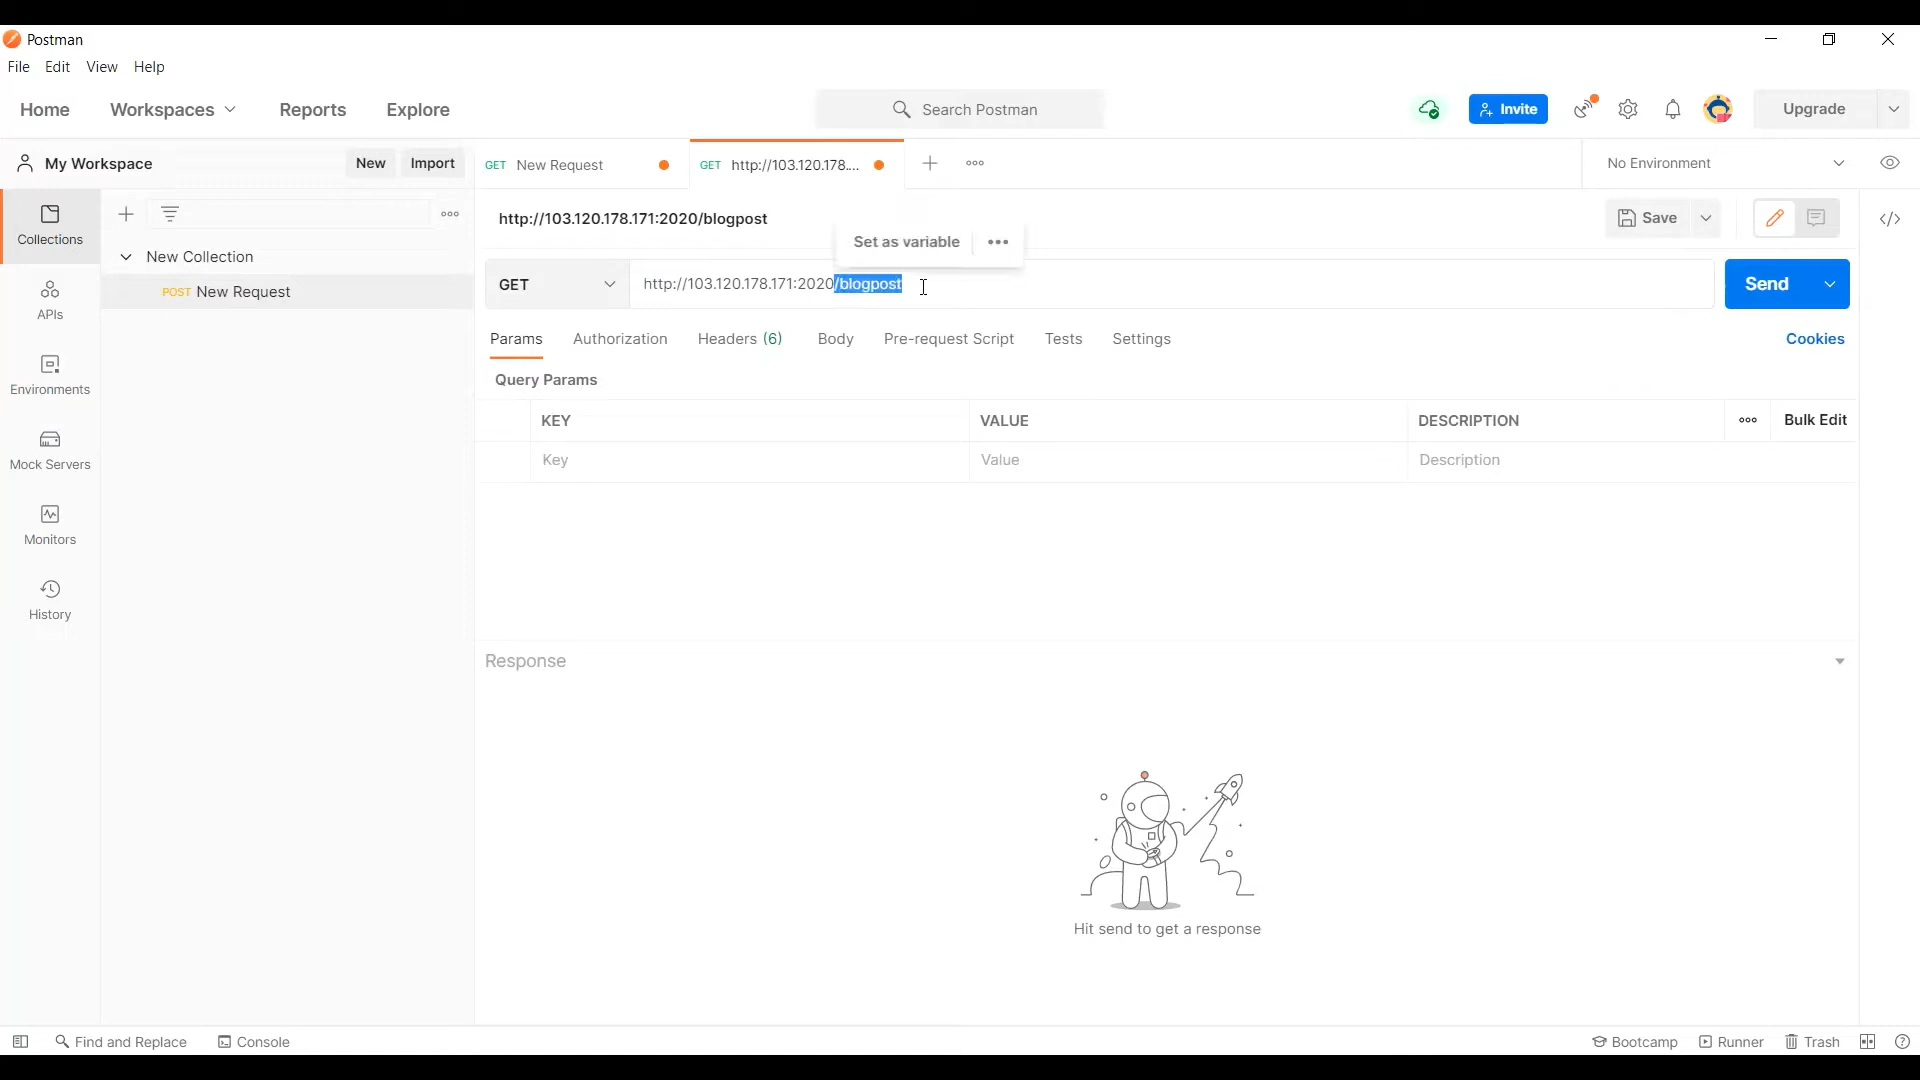 Postman
File Edit View Help
Home Workspaces Reports Explore Search Postman Invite Upgrade
My Workspace New Import GET New Request GET http://103.120.178.... No Environment
Collections
APIs
Environments
Mock Servers
Monitors
History
New Collection
POST New Request
http://103.120.178.171:2020/blogpost Save
Set as variable
GET http://103.120.178.171:2020/blogpost Send
Params Authorization Headers (6) Body Pre-request Script Tests Settings Cookies
Query Params
KEY VALUE DESCRIPTION Bulk Edit
Key Value Description
Response
Hit send to get a response
Find and Replace Console Bootcamp Runner Trash